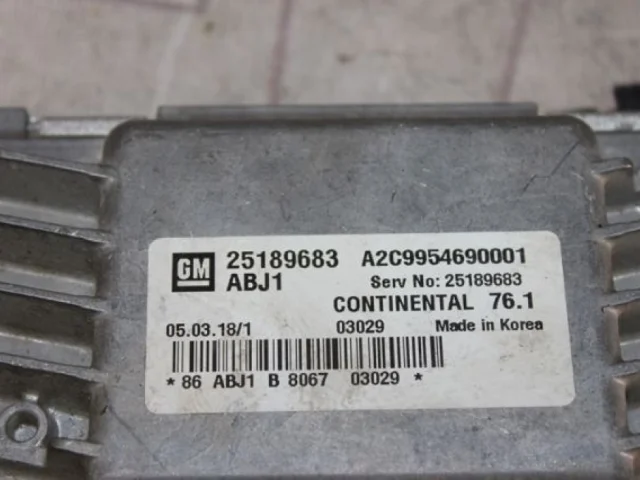 GM 25189683 A2C9954690001
ABJ1 Serv No: 25189683
CONTINENTAL 76.1
05.03.18/1 03029 Made in Korea
* 86 ABJ1 B 8067 03029 *